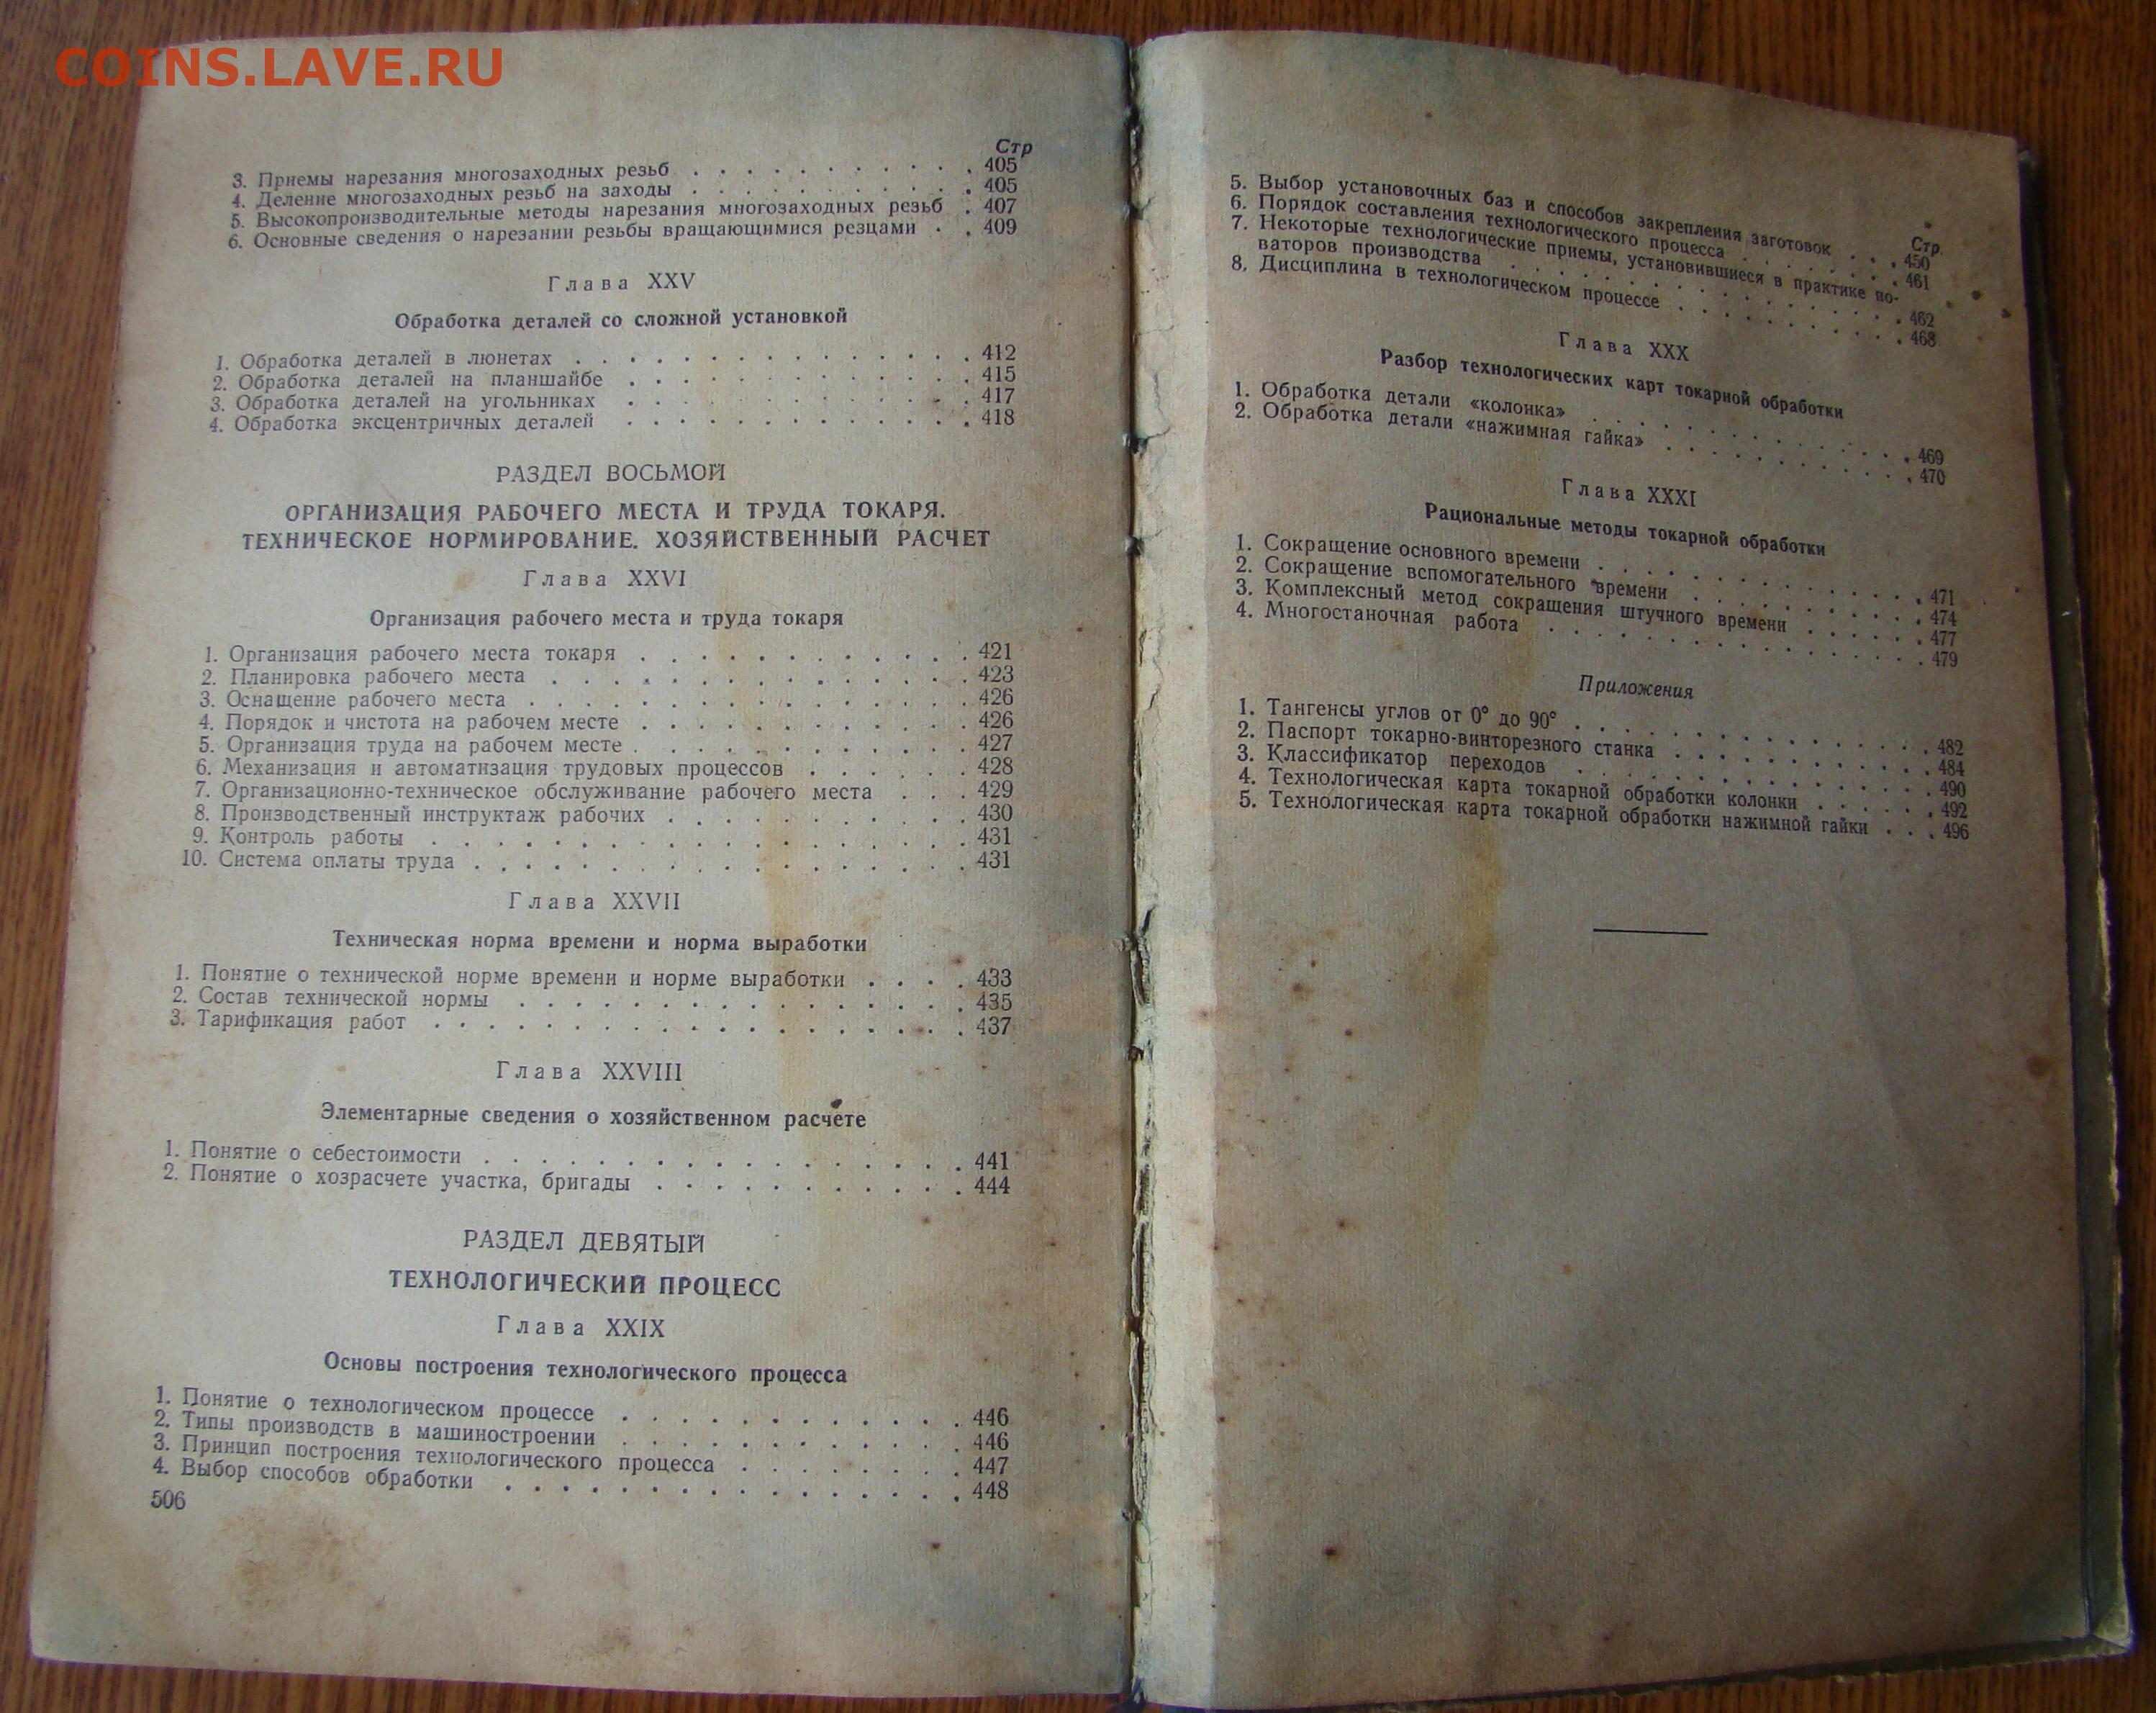 COINS.LAVE.RU
Стр
3. Приемы нарезания многозаходных резьб . . . . . . . . . . . 405
4. Деление многозаходных резьб на заходы . . . . . . . . . . . 405
5. Высокопроизводительные методы нарезания многозаходных резьб . 407
6. Основные сведения о нарезании резьбы вращающимися резцами . . 409
Глава XXV
Обработка деталей со сложной установкой
1. Обработка деталей в люнетах . . . . . . . . . . . . . . . 412
2. Обработка деталей на планшайбе . . . . . . . . . . . . . 415
3. Обработка деталей на угольниках . . . . . . . . . . . . . 417
4. Обработка эксцентричных деталей . . . . . . . . . . . . . 418
РАЗДЕЛ ВОСЬМОЙ
ОРГАНИЗАЦИЯ РАБОЧЕГО МЕСТА И ТРУДА ТОКАРЯ.
ТЕХНИЧЕСКОЕ НОРМИРОВАНИЕ. ХОЗЯЙСТВЕННЫЙ РАСЧЕТ
Глава XXVI
Организация рабочего места и труда токаря
1. Организация рабочего места токаря . . . . . . . . . . . . 421
2. Планировка рабочего места . . . . . . . . . . . . . . . 423
3. Оснащение рабочего места . . . . . . . . . . . . . . . . 426
4. Порядок и чистота на рабочем месте . . . . . . . . . . . . 426
5. Организация труда на рабочем месте . . . . . . . . . . . . 427
6. Механизация и автоматизация трудовых процессов . . . . . . 428
7. Организационно-техническое обслуживание рабочего места . . . 429
8. Производственный инструктаж рабочих . . . . . . . . . . . 430
9. Контроль работы . . . . . . . . . . . . . . . . . . . 431
10. Система оплаты труда . . . . . . . . . . . . . . . . . 431
Глава XXVII
Техническая норма времени и норма выработки
1. Понятие о технической норме времени и норме выработки . . . . 433
2. Состав технической нормы . . . . . . . . . . . . . . . . 435
3. Тарификация работ . . . . . . . . . . . . . . . . . . . 437
Глава XXVIII
Элементарные сведения о хозяйственном расчете
1. Понятие о себестоимости . . . . . . . . . . . . . . . . . 441
2. Понятие о хозрасчете участка, бригады . . . . . . . . . . . 444
РАЗДЕЛ ДЕВЯТЫЙ
ТЕХНОЛОГИЧЕСКИЙ ПРОЦЕСС
Глава XXIX
Основы построения технологического процесса
1. Понятие о технологическом процессе . . . . . . . . . . . . 446
2. Типы производств в машиностроении . . . . . . . . . . . . 446
3. Принцип построения технологического процесса . . . . . . . . 447
4. Выбор способов обработки . . . . . . . . . . . . . . . . 448
506
Стр.
5. Выбор установочных баз и способов закрепления заготовок . . . 450
6. Порядок составления технологического процесса . . . . . . . 461
7. Некоторые технологические приемы, установившиеся в практике но-
ваторов производства . . . . . . . . . . . . . . . . 462
8. Дисциплина в технологическом процессе . . . . . . . . . . 468
Глава XXX
Разбор технологических карт токарной обработки
1. Обработка детали «колонка» . . . . . . . . . . . . . . 469
2. Обработка детали «нажимная гайка» . . . . . . . . . . . 470
Глава XXXI
Рациональные методы токарной обработки
1. Сокращение основного времени . . . . . . . . . . . . . . 471
2. Сокращение вспомогательного времени . . . . . . . . . . . 474
3. Комплексный метод сокращения штучного времени . . . . . . 477
4. Многостаночная работа . . . . . . . . . . . . . . . . 479
Приложения
1. Тангенсы углов от 0° до 90° . . . . . . . . . . . . . . . 482
2. Паспорт токарно-винторезного станка . . . . . . . . . . . 484
3. Классификатор переходов . . . . . . . . . . . . . . . 490
4. Технологическая карта токарной обработки колонки . . . . . . 492
5. Технологическая карта токарной обработки нажимной гайки . . . 496